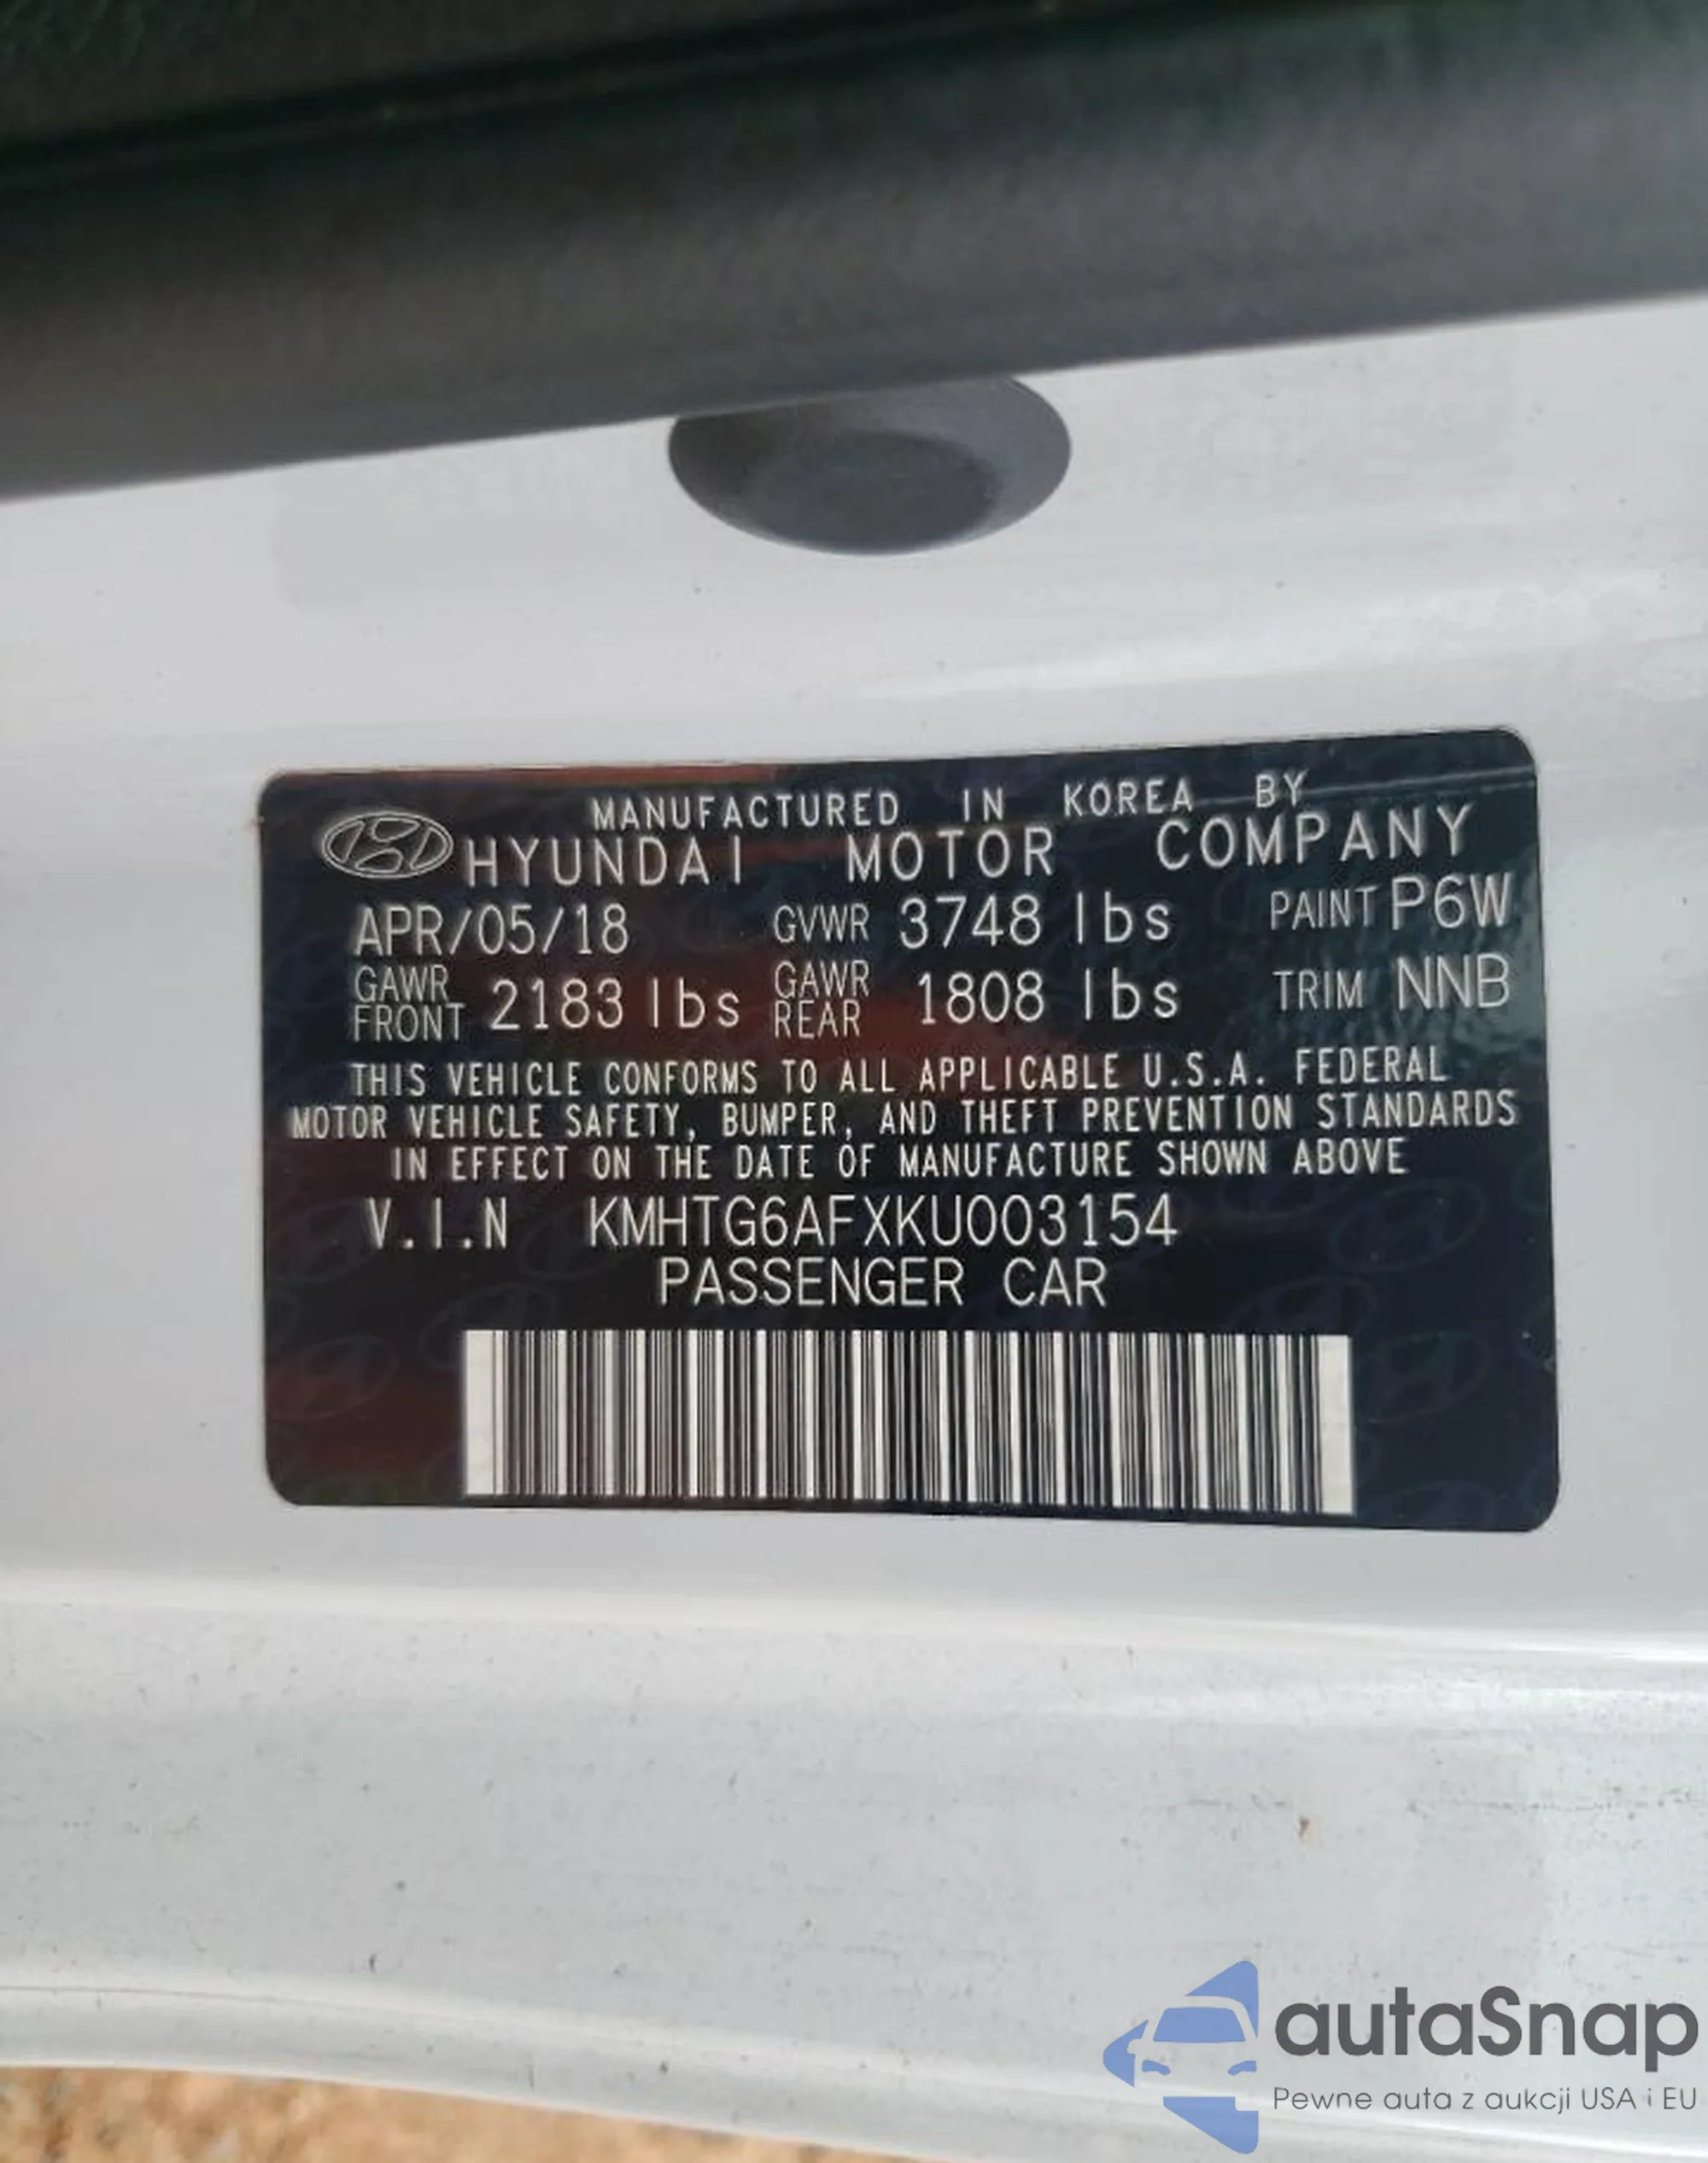 MANUFACTURED IN KOREA BY
HYUNDAI MOTOR COMPANY
APR/05/18 GVWR 3748 lbs PAINT P6W
GAWR FRONT 2183 lbs GAWR REAR 1808 lbs TRIM NNB
THIS VEHICLE CONFORMS TO ALL APPLICABLE U.S.A. FEDERAL
MOTOR VEHICLE SAFETY, BUMPER, AND THEFT PREVENTION STANDARDS
IN EFFECT ON THE DATE OF MANUFACTURE SHOWN ABOVE
V.I.N KMHTG6AFXKU003154
PASSENGER CAR
autaSnap
Pewne auta z aukcji USA i EU